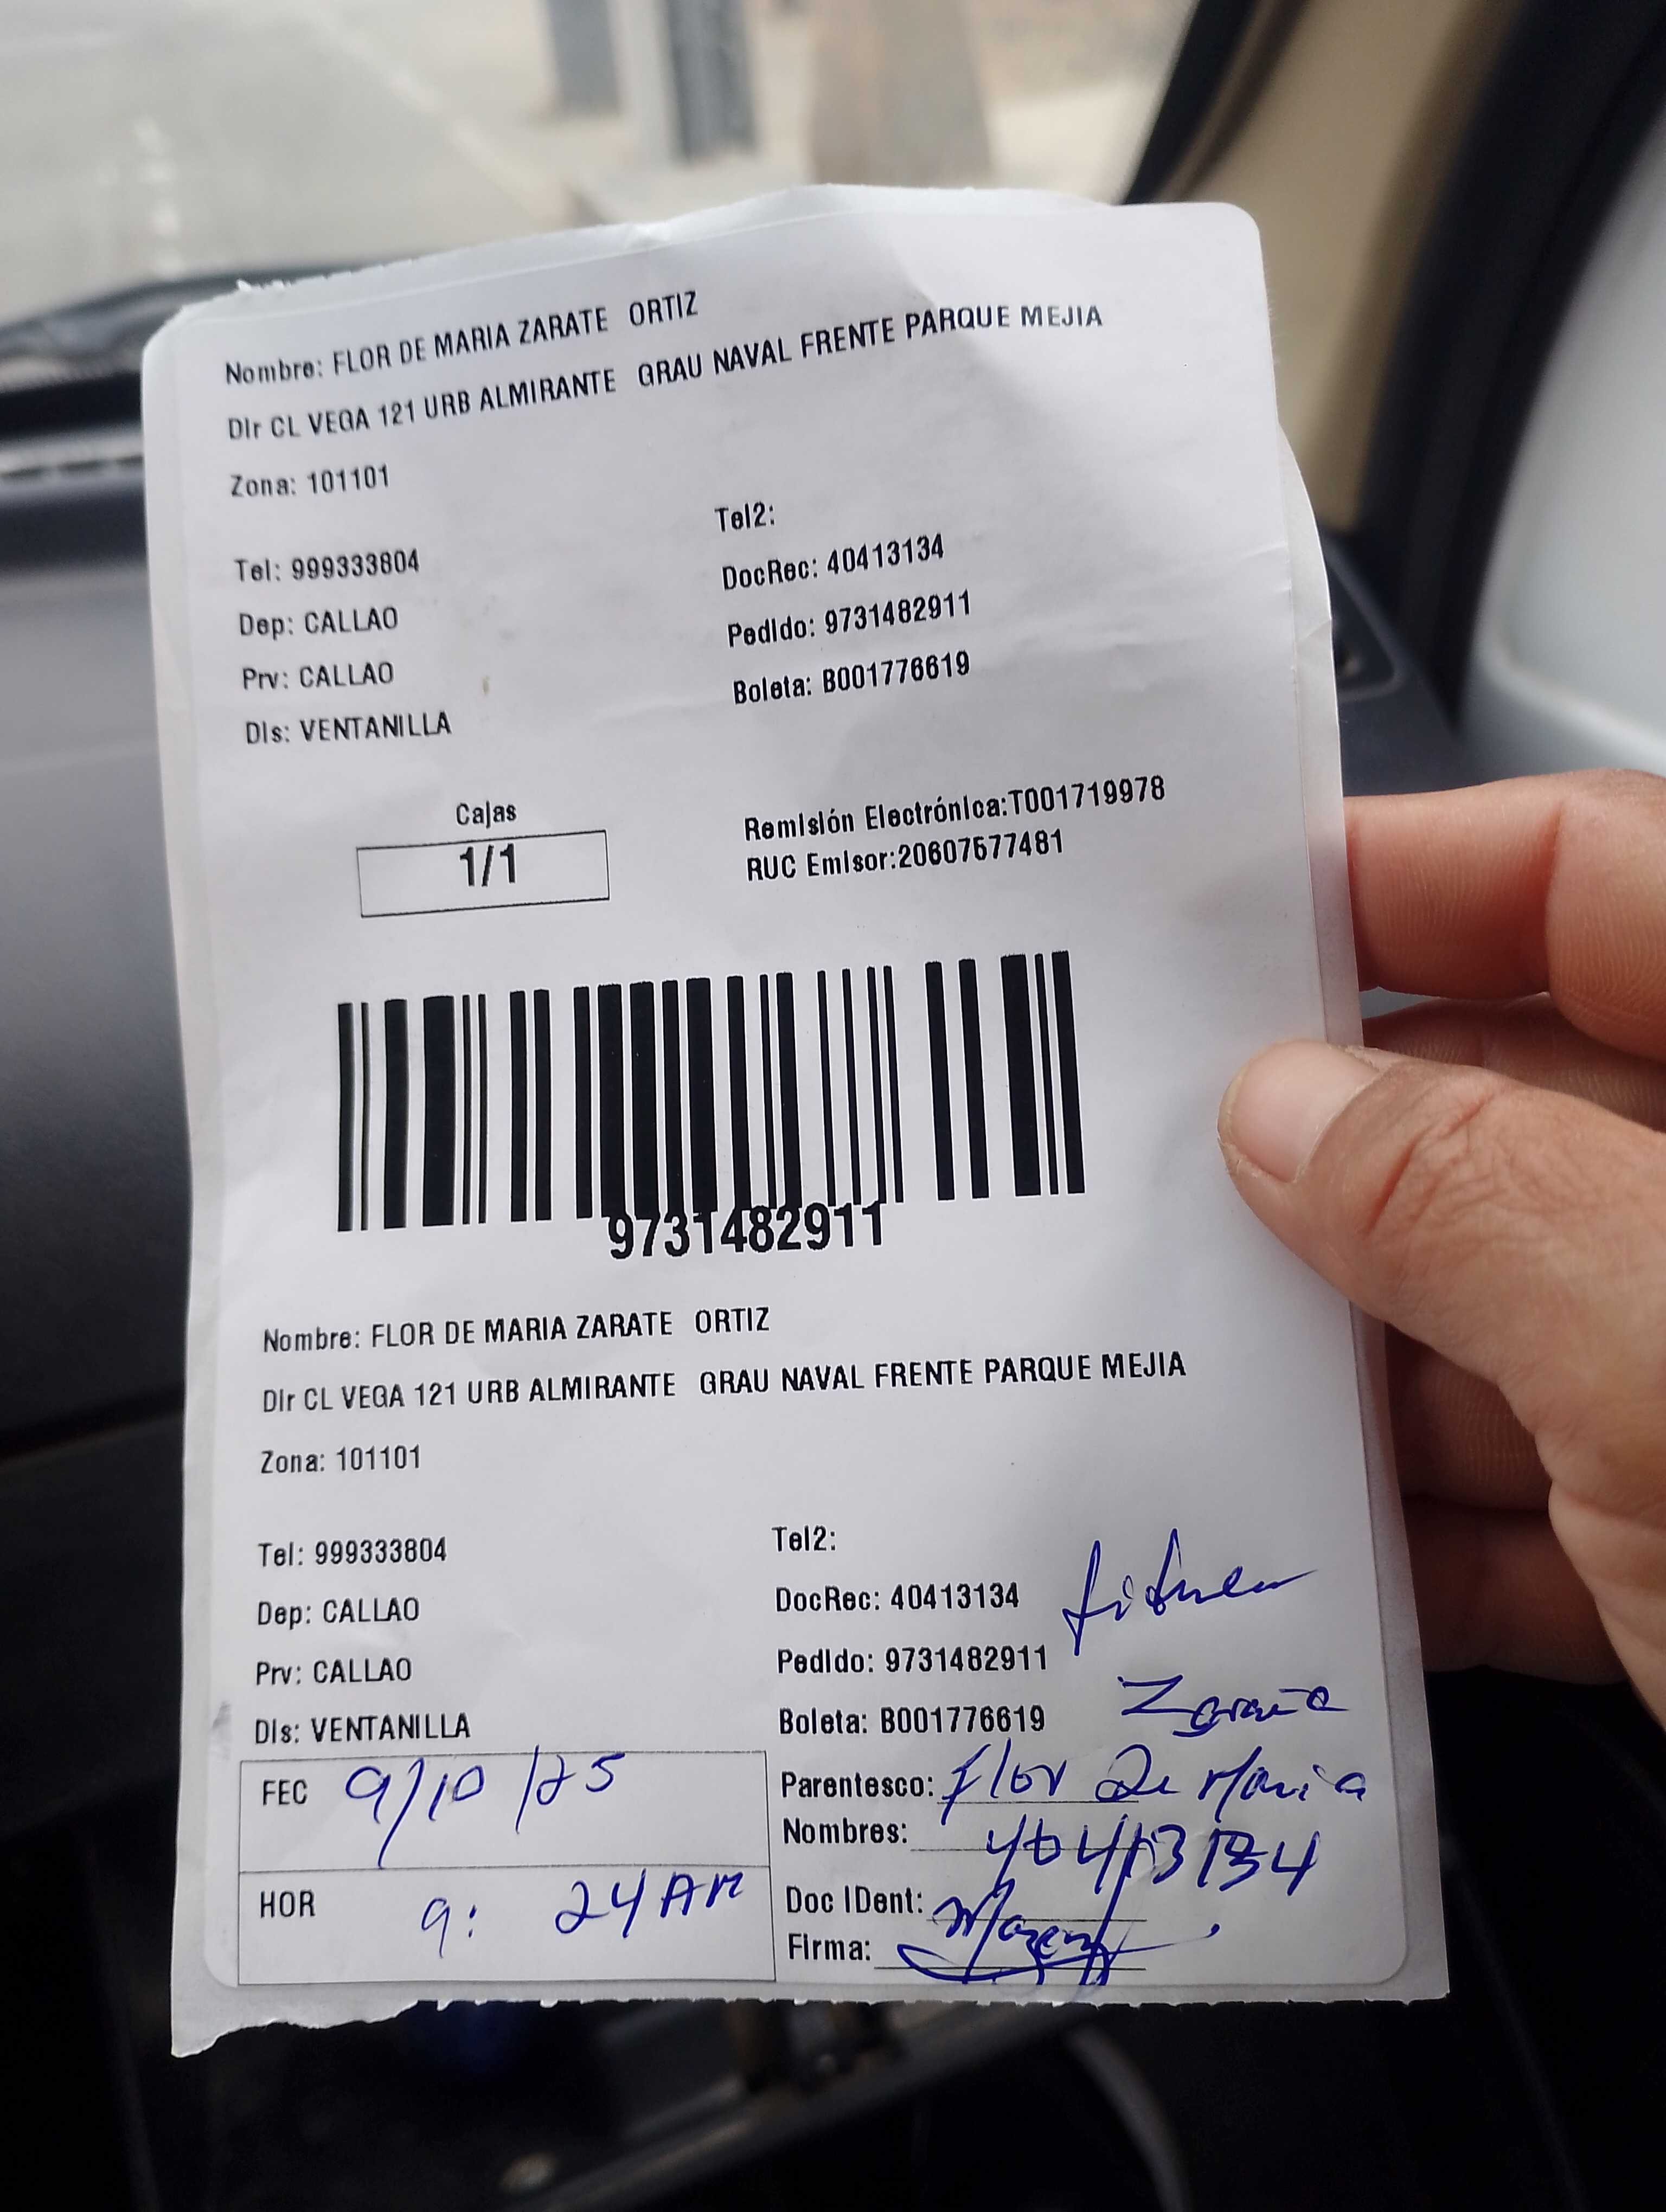 Nombre: FLOR DE MARIA ZARATE ORTIZ
Dir CL VEGA 121 URB ALMIRANTE GRAU NAVAL FRENTE PARQUE MEJIA
Zona: 101101
Tel: 999333804
Tel2:
DocRec: 40413134
Dep: CALLAO
Pedido: 9731482911
Prv: CALLAO
Boleta: B001776619
Dis: VENTANILLA
Cajas
1/1
Remisión Electrónica:T001719978
RUC Emisor:20607577481
9731482911
Nombre: FLOR DE MARIA ZARATE ORTIZ
Dir CL VEGA 121 URB ALMIRANTE GRAU NAVAL FRENTE PARQUE MEJIA
Zona: 101101
Tel: 999333804
Tel2:
Dep: CALLAO
DocRec: 40413134
Prv: CALLAO
Pedido: 9731482911
Dis: VENTANILLA
Boleta: B001776619
FEC 9/10/25
Parentesco: Flor De Maria
Nombres: 40413134
HOR 9: 24 AM
Doc IDent:
Firma: